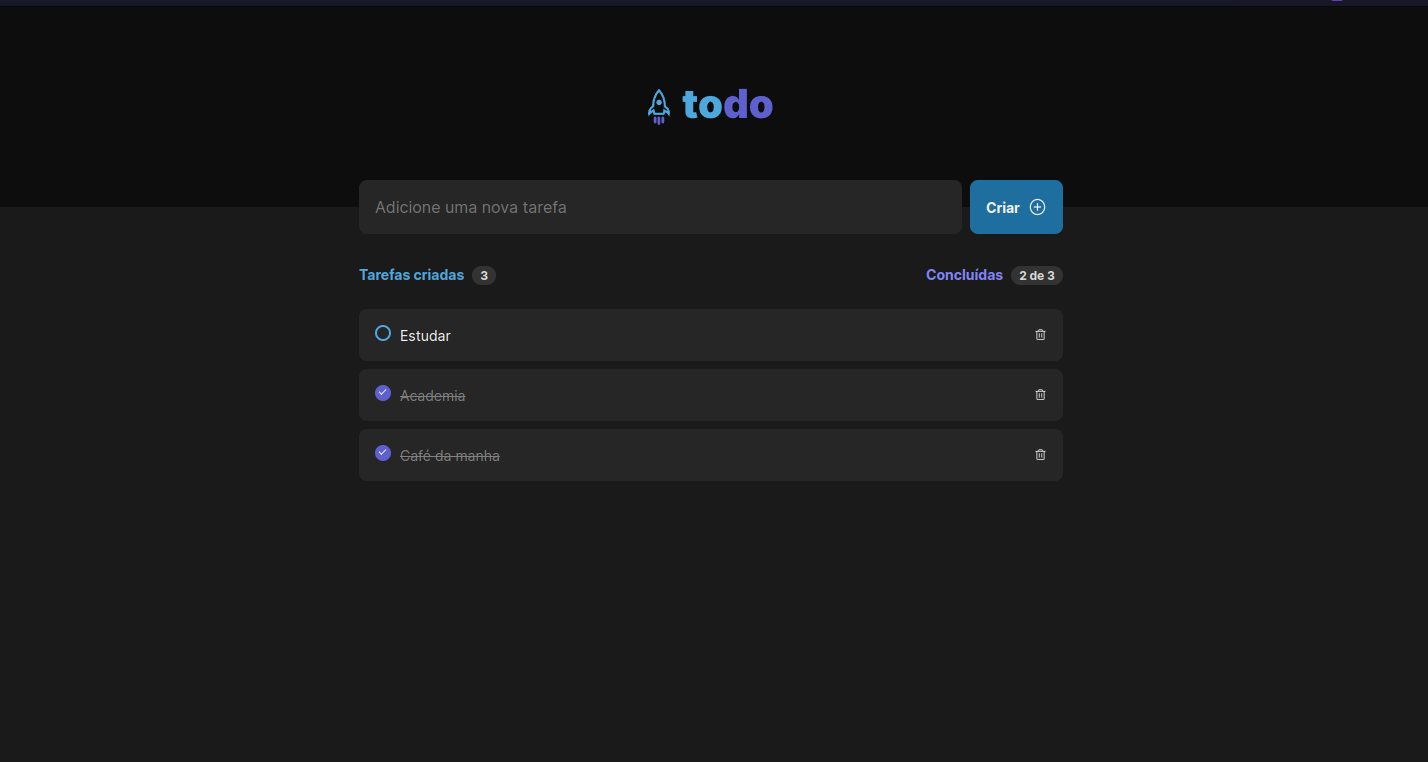 todo
Adicione uma nova tarefa
Criar
Tarefas criadas 3
Concluídas 2 de 3
Estudar
Academia
Café da manha